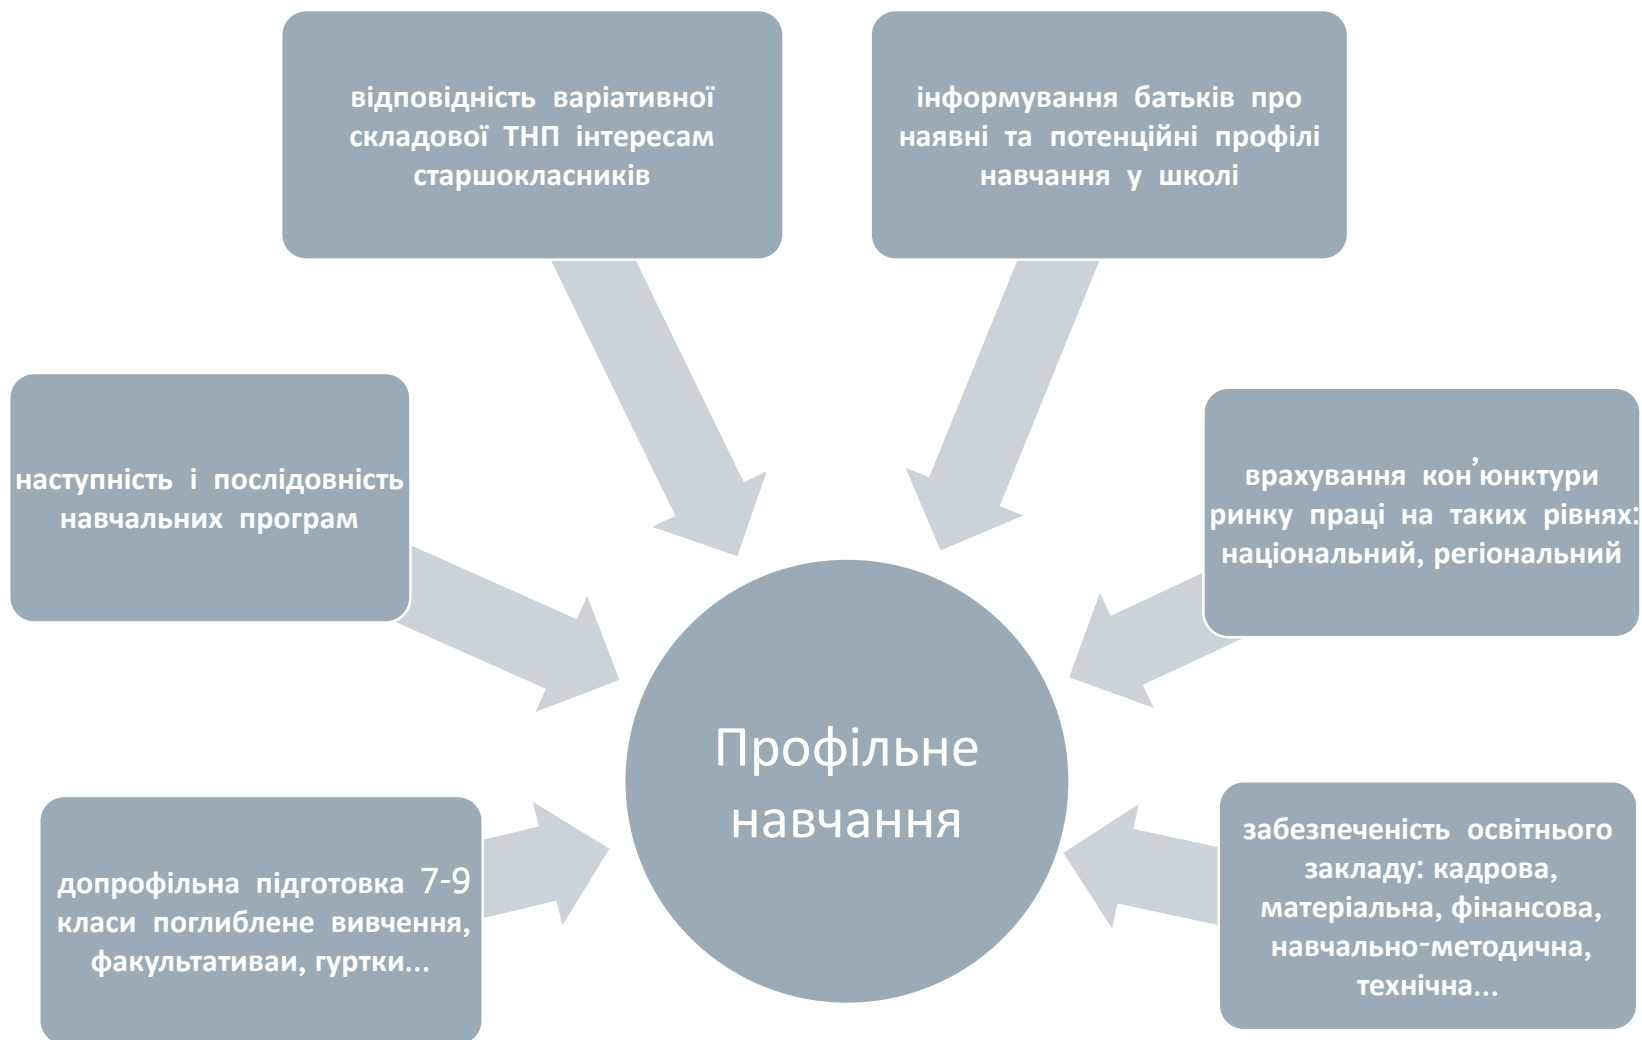 відповідність варіативної
складової ТНП інтересам
старшокласників
інформування батьків про
наявні та потенційні профілі
навчання у школі
наступність і послідовність
навчальних програм
врахування кон’юнктури
ринку праці на таких рівнях:
національний, регіональний
Профільне
навчання
допрофільна підготовка 7-9
класи поглиблене вивчення,
факультативаи, гуртки...
забезпеченість освітнього
закладу: кадрова,
матеріальна, фінансова,
навчально-методична,
технічна...